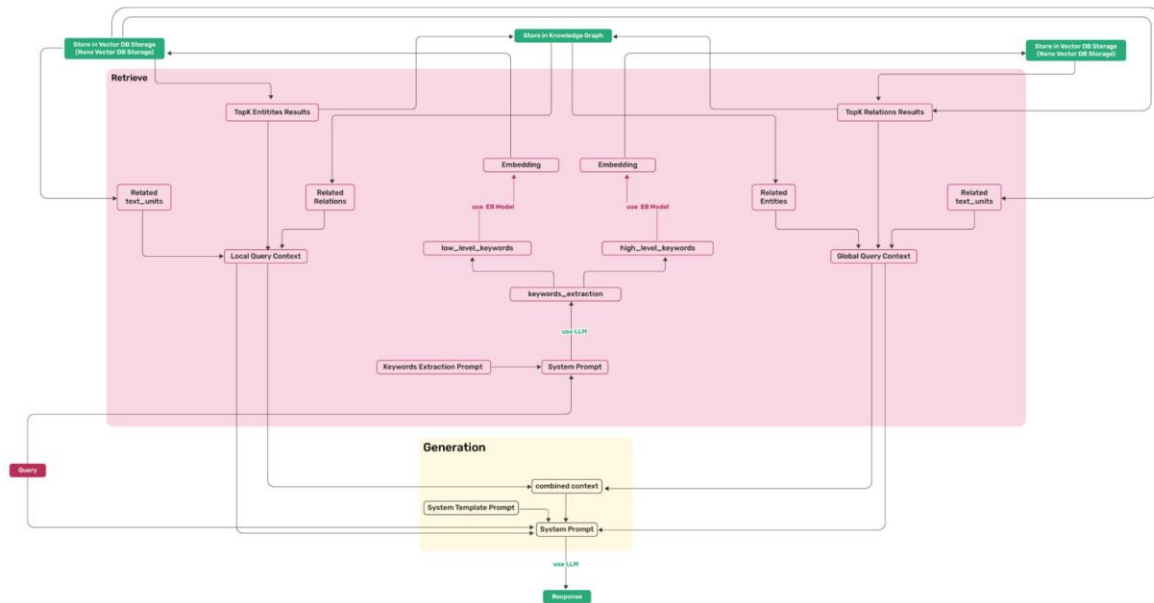 Store in Vector DB Storage
(Nano Vector DB Storage)
Store in Knowledge Graph
Store in Vector DB Storage
(Nano Vector DB Storage)
Retrieve
TopK Entitites Results
TopK Relations Results
Embedding
Embedding
Related
text_units
Related
Relations
Related
Entities
Related
text_units
use EB Model
use EB Model
low_level_keywords
high_level_keywords
Local Query Context
Global Query Context
keywords_extraction
use LLM
Keywords Extraction Prompt
System Prompt
Generation
Query
combined context
System Template Prompt
System Prompt
use LLM
Response